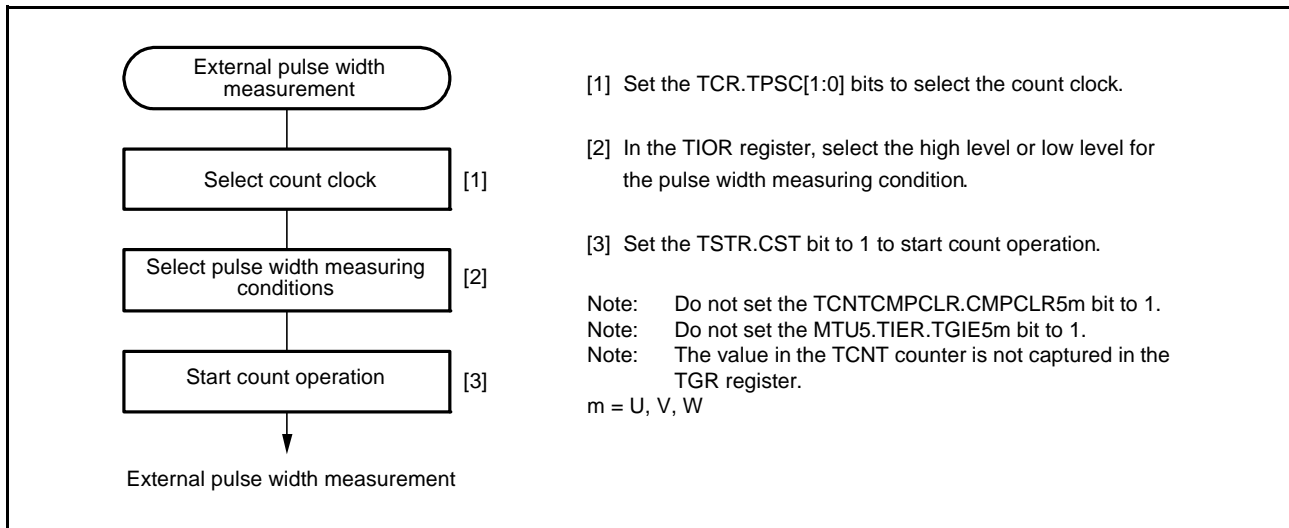 External pulse width
measurement
Select count clock
[1]
Select pulse width measuring
conditions
[2]
Start count operation
[3]
External pulse width measurement
[1] Set the TCR.TPSC[1:0] bits to select the count clock.
[2] In the TIOR register, select the high level or low level for
the pulse width measuring condition.
[3] Set the TSTR.CST bit to 1 to start count operation.
Note: Do not set the TCNTCMPCLR.CMPCLR5m bit to 1.
Note: Do not set the MTU5.TIER.TGIE5m bit to 1.
Note: The value in the TCNT counter is not captured in the
TGR register.
m = U, V, W